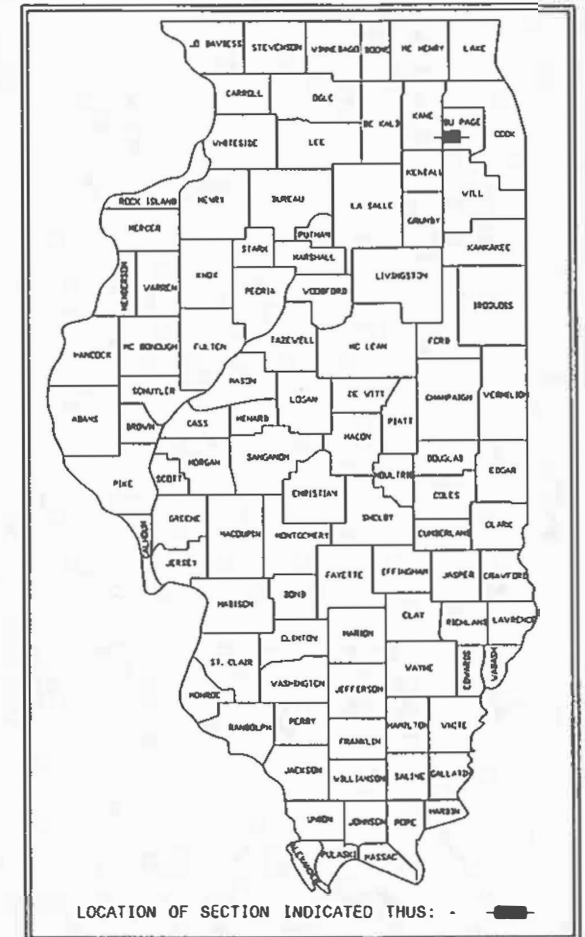 JO DAVIESS STEVENSON WINNEBAGO BOONE MC HENRY LAKE
CARROLL OGLE DE KALB KANE DU PAGE COOK
WHITESIDE LEE
KENDALL WILL
ROCK ISLAND HENRY BUREAU LA SALLE GRUNDY
MERCER PUTNAM KANKAKEE
STARK MARSHALL
HENDERSON WARREN KNOX PEORIA WOODFORD LIVINGSTON IROQUOIS
HANCOCK MC DONOUGH FULTON TAZEWELL MC LEAN FORD
SCHUYLER MASON LOGAN DE WITT CHAMPAIGN VERMILION
ADAMS BROWN CASS MENARD MACON PIATT
PIKE SCOTT MORGAN SANGAMON CHRISTIAN MOULTRIE DOUGLAS COLES EDGAR
CALHOUN GREENE MACOUPIN MONTGOMERY SHELBY CUMBERLAND CLARK
JERSEY FAYETTE EFFINGHAM JASPER CRAWFORD
MADISON BOND CLAY RICHLAND LAWRENCE
CLINTON MARION
ST. CLAIR WAYNE EDWARDS WABASH
MONROE WASHINGTON JEFFERSON
RANDOLPH PERRY HAMILTON WHITE
FRANKLIN
JACKSON WILLIAMSON SALINE GALLATIN
UNION JOHNSON POPE HARDIN
ALEXANDER PULASKI MASSAC
LOCATION OF SECTION INDICATED THUS: -